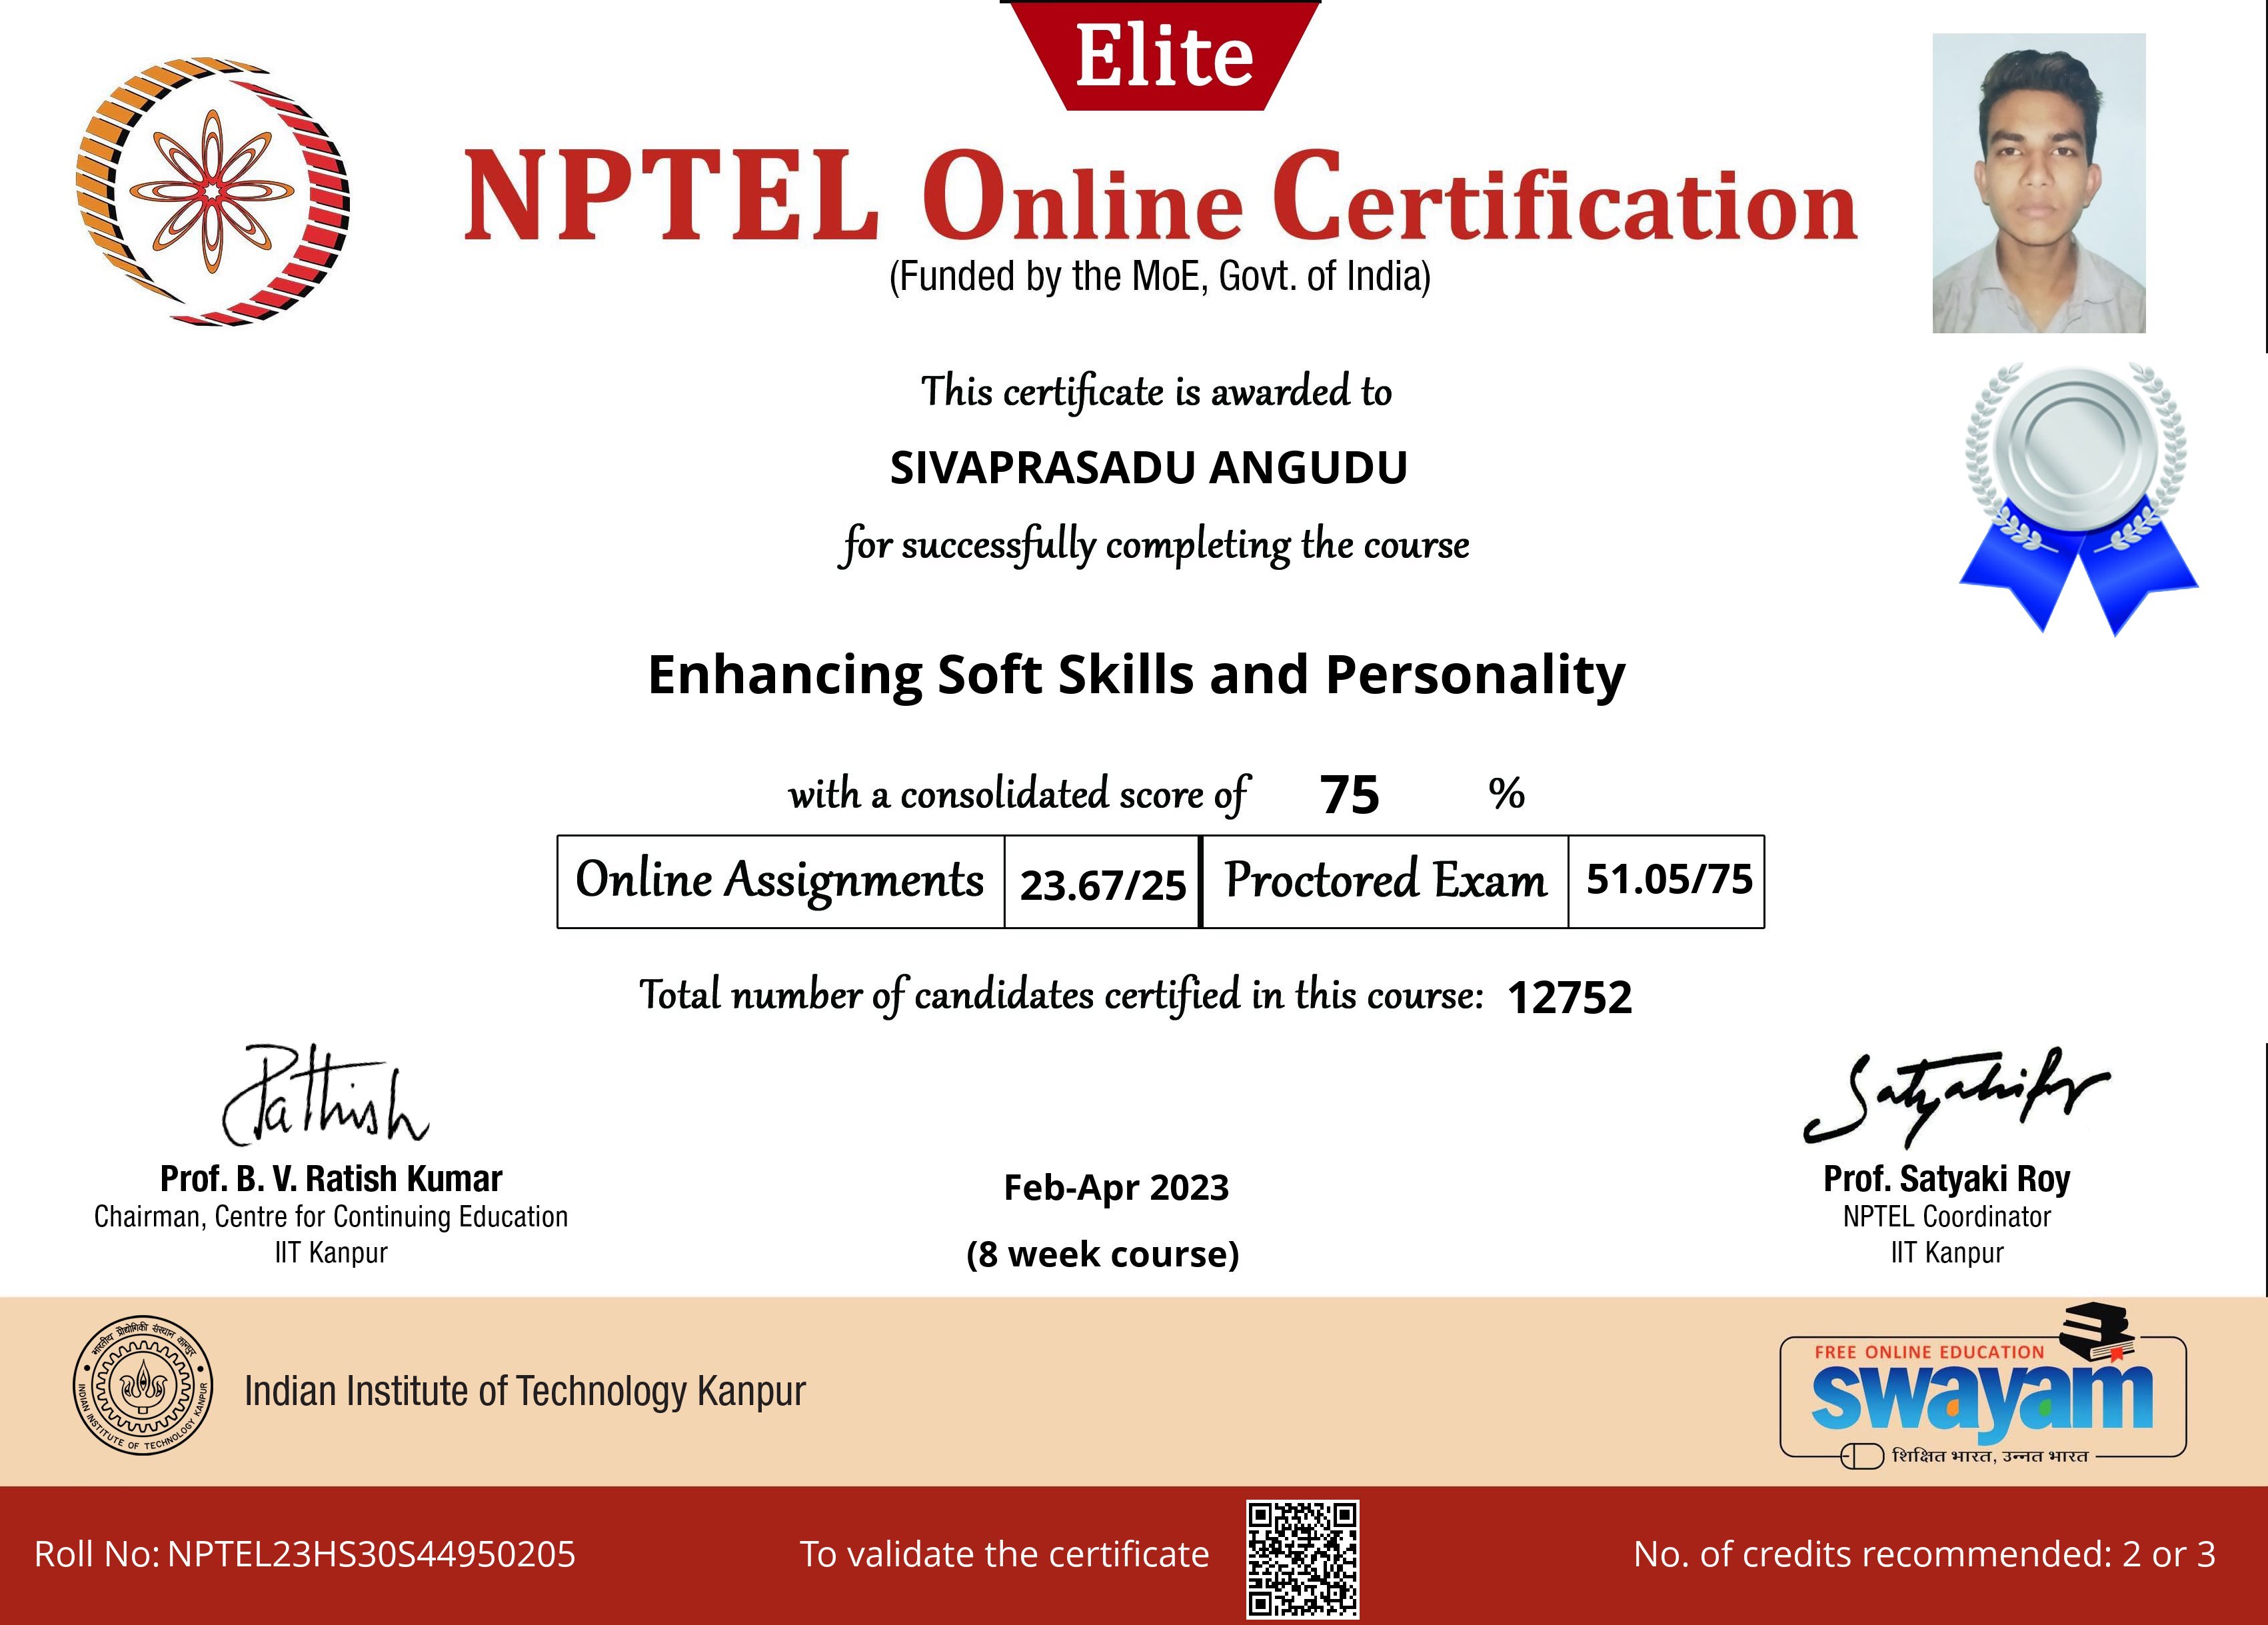 Elite
NPTEL Online Certification
(Funded by the MoE, Govt. of India)
This certificate is awarded to
SIVAPRASADU ANGUDU
for successfully completing the course
Enhancing Soft Skills and Personality
with a consolidated score of 75 %
Online Assignments 23.67/25 Proctored Exam 51.05/75
Total number of candidates certified in this course: 12752
Prof. B. V. Ratish Kumar
Chairman, Centre for Continuing Education
IIT Kanpur
Feb-Apr 2023
(8 week course)
Prof. Satyaki Roy
NPTEL Coordinator
IIT Kanpur
भारतीय प्रौद्योगिकी संस्थान कानपुर
INDIAN INSTITUTE OF TECHNOLOGY KANPUR
Indian Institute of Technology Kanpur
FREE ONLINE EDUCATION
swayam
शिक्षित भारत, उन्नत भारत
Roll No: NPTEL23HS30S44950205
To validate the certificate
No. of credits recommended: 2 or 3